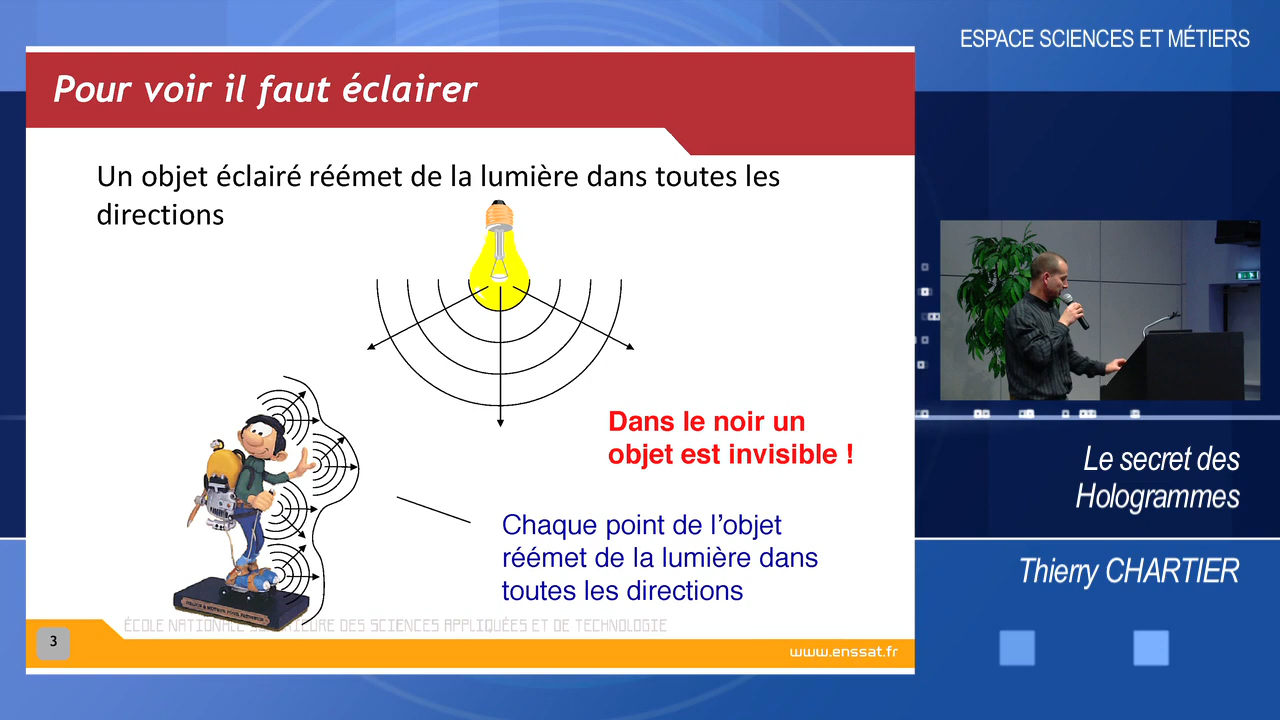 ESPACE SCIENCES ET MÉTIERS
Pour voir il faut éclairer
Un objet éclairé réémet de la lumière dans toutes les
directions
Dans le noir un
objet est invisible !
Chaque point de l'objet
réémet de la lumière dans
toutes les directions
3
www.enssat.fr
Le secret des
Hologrammes
Thierry CHARTIER